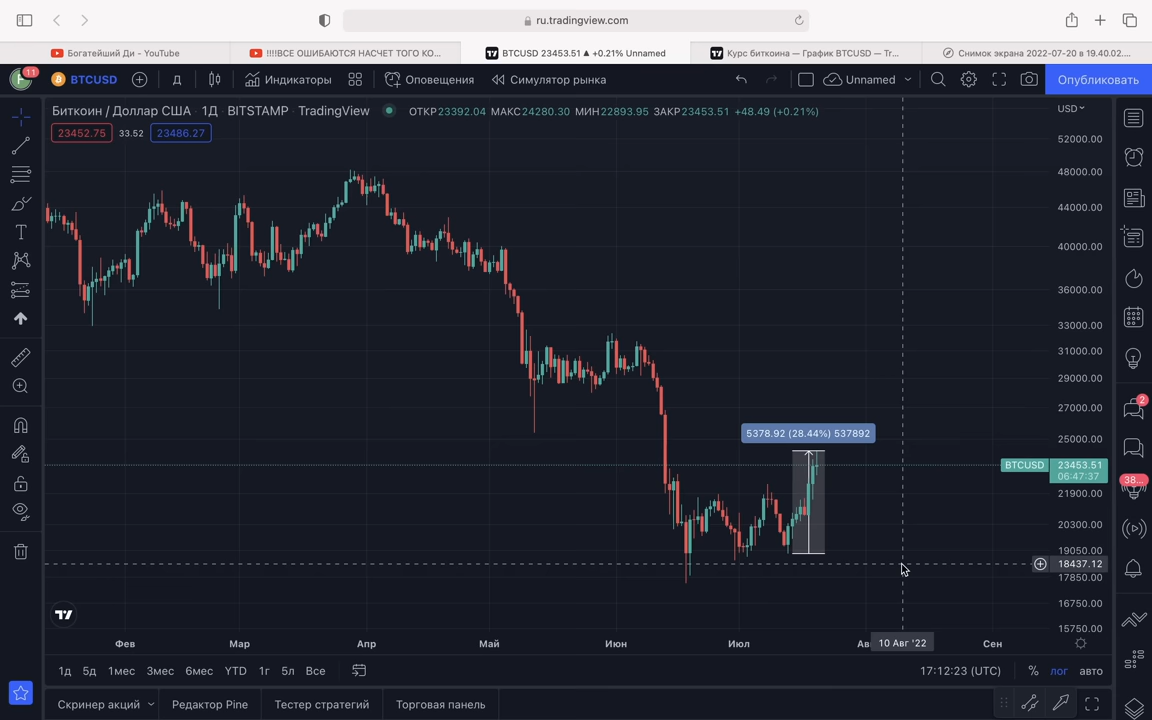 ru.tradingview.com
Богатейший Ди - YouTube
!!!!ВСЕ ОШИБАЮТСЯ НАСЧЕТ ТОГО КО...
BTCUSD 23453.51 ▲ +0.21% Unnamed
Курс биткоина — График BTCUSD — Tr...
Снимок экрана 2022-07-20 в 19.40.02....
11
BTCUSD
Д
Индикаторы
Оповещения
Симулятор рынка
Unnamed
Опубликовать
Биткоин / Доллар США · 1Д · BITSTAMP · TradingView
ОТКР23392.04 МАКС24280.30 МИН22893.95 ЗАКР23453.51 +48.49 (+0.21%)
USD
23452.75 33.52 23486.27
52000.00
48000.00
44000.00
40000.00
36000.00
33000.00
31000.00
29000.00
27000.00
2
5378.92 (28.44%) 537892
25000.00
BTCUSD 23453.51
06:47:37
38...
21900.00
20300.00
19050.00
18437.12
17850.00
16750.00
15750.00
Фев
Мар
Апр
Май
Июн
Июл
Ав
10 Авг '22
Сен
1д 5д 1мес 3мес 6мес YTD 1г 5л Все
17:12:23 (UTC)
% лог авто
Скринер акций
Редактор Pine
Тестер стратегий
Торговая панель